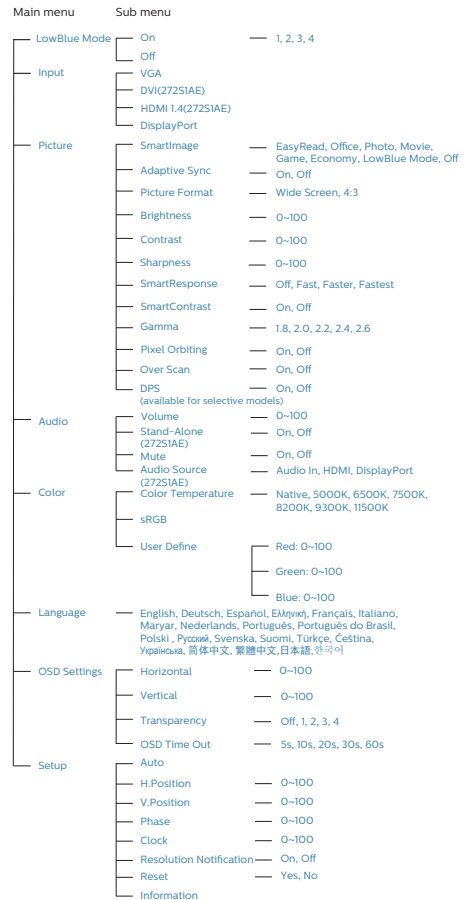 Main menu Sub menu
LowBlue Mode On 1, 2, 3, 4
Off
Input VGA
DVI(272S1AE)
HDMI 1.4(272S1AE)
DisplayPort
Picture SmartImage EasyRead, Office, Photo, Movie,
Game, Economy, LowBlue Mode, Off
Adaptive Sync On, Off
Picture Format Wide Screen, 4:3
Brightness 0~100
Contrast 0~100
Sharpness 0~100
SmartResponse Off, Fast, Faster, Fastest
SmartContrast On, Off
Gamma 1.8, 2.0, 2.2, 2.4, 2.6
Pixel Orbiting On, Off
Over Scan On, Off
DPS On, Off
(available for selective models)
Audio Volume 0~100
Stand-Alone On, Off
(272S1AE)
Mute On, Off
Audio Source Audio In, HDMI, DisplayPort
(272S1AE)
Color Color Temperature Native, 5000K, 6500K, 7500K,
8200K, 9300K, 11500K
sRGB
User Define Red: 0~100
Green: 0~100
Blue: 0~100
Language English, Deutsch, Español, Ελληνική, Français, Italiano,
Maryar, Nederlands, Português, Português do Brasil,
Polski , Русский, Svenska, Suomi, Türkçe, Čeština,
Українська, 简体中文, 繁體中文,日本語,한국어
OSD Settings Horizontal 0~100
Vertical 0~100
Transparency Off, 1, 2, 3, 4
OSD Time Out 5s, 10s, 20s, 30s, 60s
Setup Auto
H.Position 0~100
V.Position 0~100
Phase 0~100
Clock 0~100
Resolution Notification On, Off
Reset Yes, No
Information